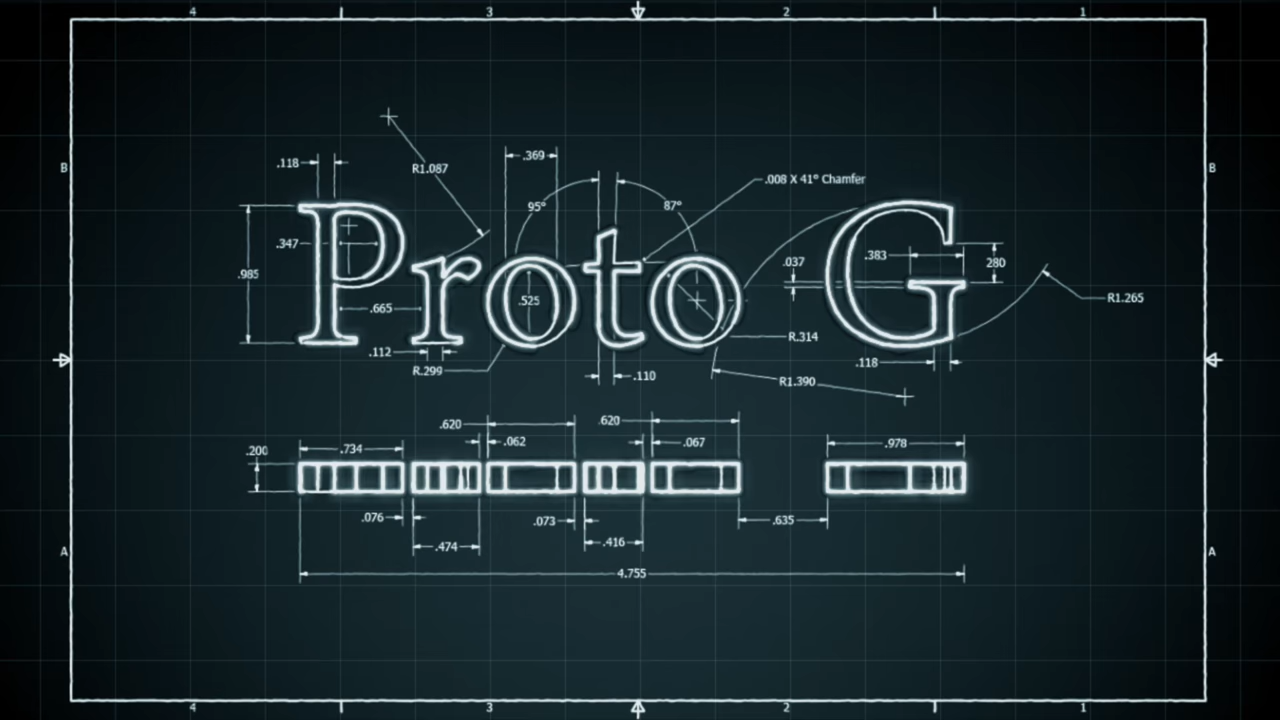 4 3 2 1
.369
.118
R1.087
B B
.008 X 41° Chamfer
95° 87°
Proto G
.347
.383
.037
280
.985
.525
R1.265
.665
R.314
.112
.118
R.299
.110
R1.390
.620 .620
.734 .062 .067 .978
.200
.076 .073 .635
.474 .416
A A
4.755
4 3 2 1